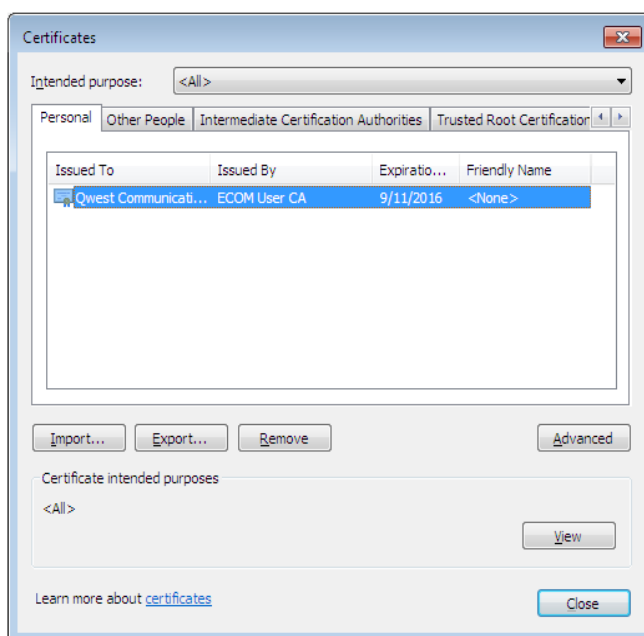 Certificates
Intended purpose: <All>
Personal Other People Intermediate Certification Authorities Trusted Root Certification
Issued To Issued By Expiratio... Friendly Name
Qwest Communicati... ECOM User CA 9/11/2016 <None>
Import... Export... Remove Advanced
Certificate intended purposes
<All>
View
Learn more about certificates
Close